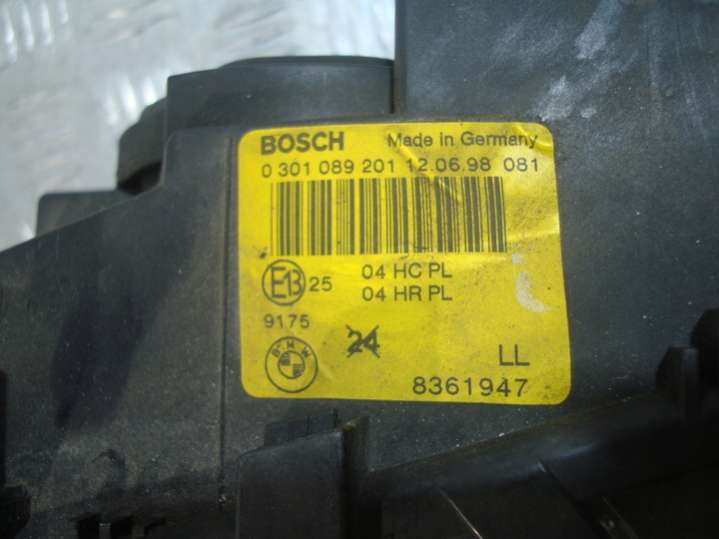 BOSCH Made in Germany
0 301 089 201 12.06.98 081
E13 25 04 HC PL
04 HR PL
9175
24
BMW
LL
8361947